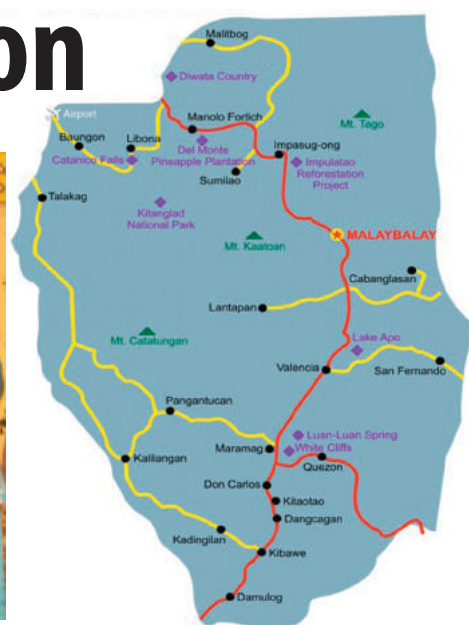 on
Malitbog
Diwata Country
Airport
Manolo Fortich
Mt. Tago
Baungon
Libona
Del Monte
Pineapple Plantation
Impasug-ong
Catanico Falls
Impulalao
Reforestation
Project
Sumilao
Talakag
Kitanglad
National Park
MALAYBALAY
Mt. Kaatoan
Cabanglasan
Lantapan
Mt. Catatungan
Lake Apo
Valencia
San Fernando
Pangantucan
Luan-Luan Spring
Maramag
White Cliffs
Kalilangan
Quezon
Don Carlos
Kitaotao
Dangcagan
Kadingilan
Kibawe
Damulog